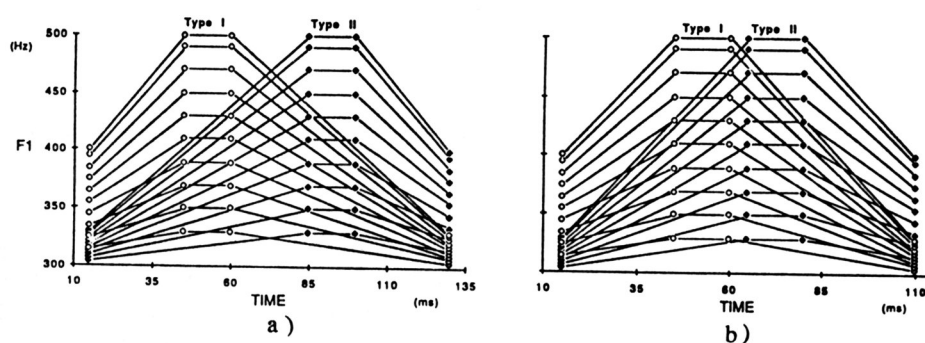 Type I Type II
500
(Hz)
450
F1 400
350
300
10 35 60 85 110 135
TIME (ms)
a )
Type I Type II
10 35 60 85 110
TIME (ms)
b)